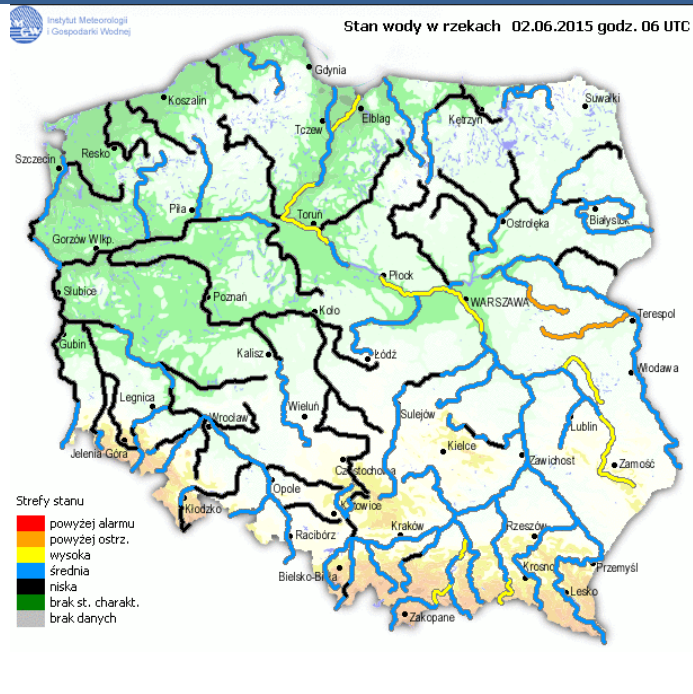 Instytut Meteorologii
i Gospodarki Wodnej
Stan wody w rzekach 02.06.2015 godz. 06 UTC
Gdynia
Koszalin
Suwałki
Elbląg
Kętrzyn
Tczew
Resko
Szczecin
Piła
Toruń
Ostrołęka
Białystok
Gorzów Wlkp.
Płock
Słubice
Poznań
WARSZAWA
Koło
Terespol
Gubin
Kalisz
Łódź
Włodawa
Legnica
Wieluń
Sulejów
Wrocław
Lublin
Jelenia Góra
Kielce
Zawichost
Zamość
Częstochowa
Opole
Kłodzko
Katowice
Kraków
Rzeszów
Racibórz
Bielsko-Biała
Krosno
Przemyśl
Lesko
Zakopane
Strefy stanu
powyżej alarmu
powyżej ostrz.
wysoka
średnia
niska
brak st. charakt.
brak danych